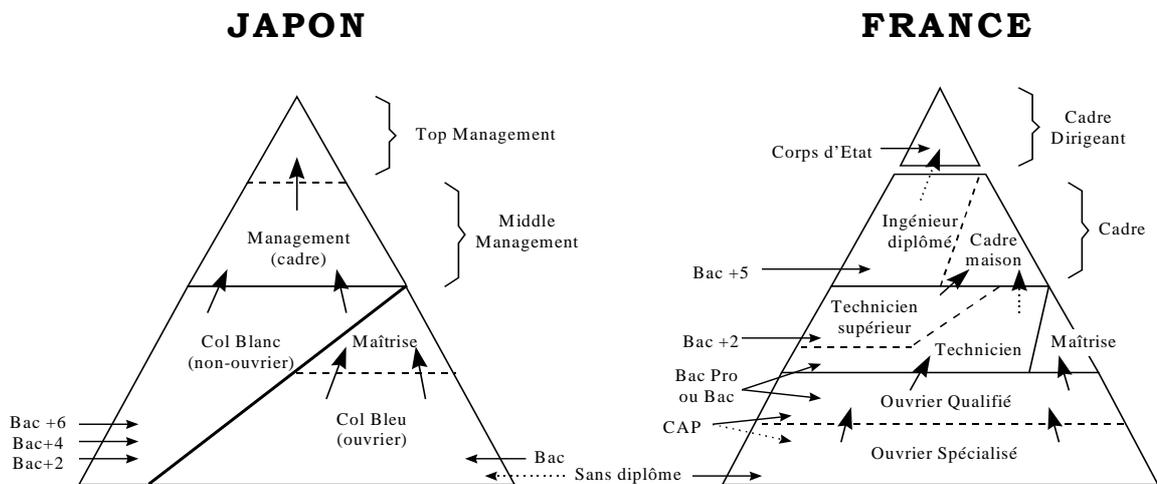 JAPON
Top Management
Middle
Management
Management
(cadre)
Col Blanc
(non-ouvrier)
Maîtrise
Col Bleu
(ouvrier)
Bac +6
Bac+4
Bac+2
Bac
Sans diplôme
FRANCE
Cadre
Dirigeant
Corps d'Etat
Ingénieur
diplômé
Cadre
maison
Cadre
Bac +5
Technicien
supérieur
Bac +2
Technicien
Maîtrise
Bac Pro
ou Bac
Ouvrier Qualifié
CAP
Ouvrier Spécialisé